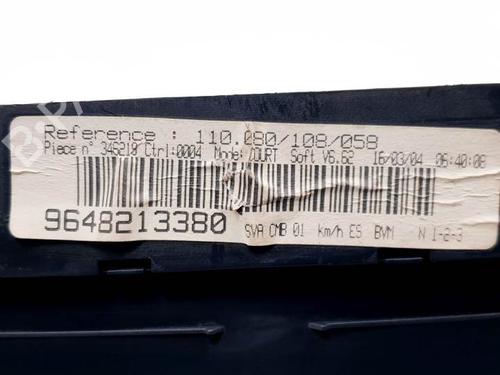 Reference : 110.080/108/058
Piece n° 346219 Ctrl:0004 Mode: COURT Soft V6.62 16/03/04 06:40:08
9648213380
SVA CMB 01 km/h ES BVM N 1-2-3